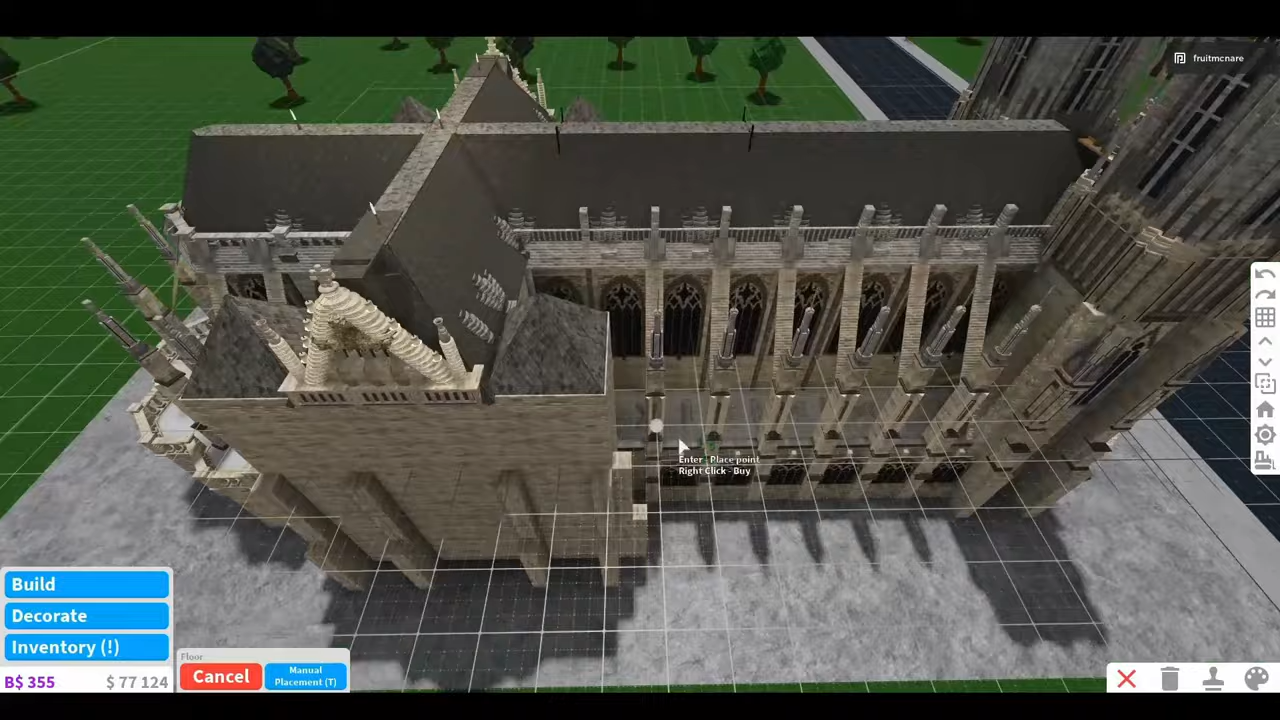 fruitmcnare
Enter - Place point
Right Click - Buy
Build
Decorate
Inventory (!)
B$ 355
$ 77 124
Floor
Cancel
Manual
Placement (T)